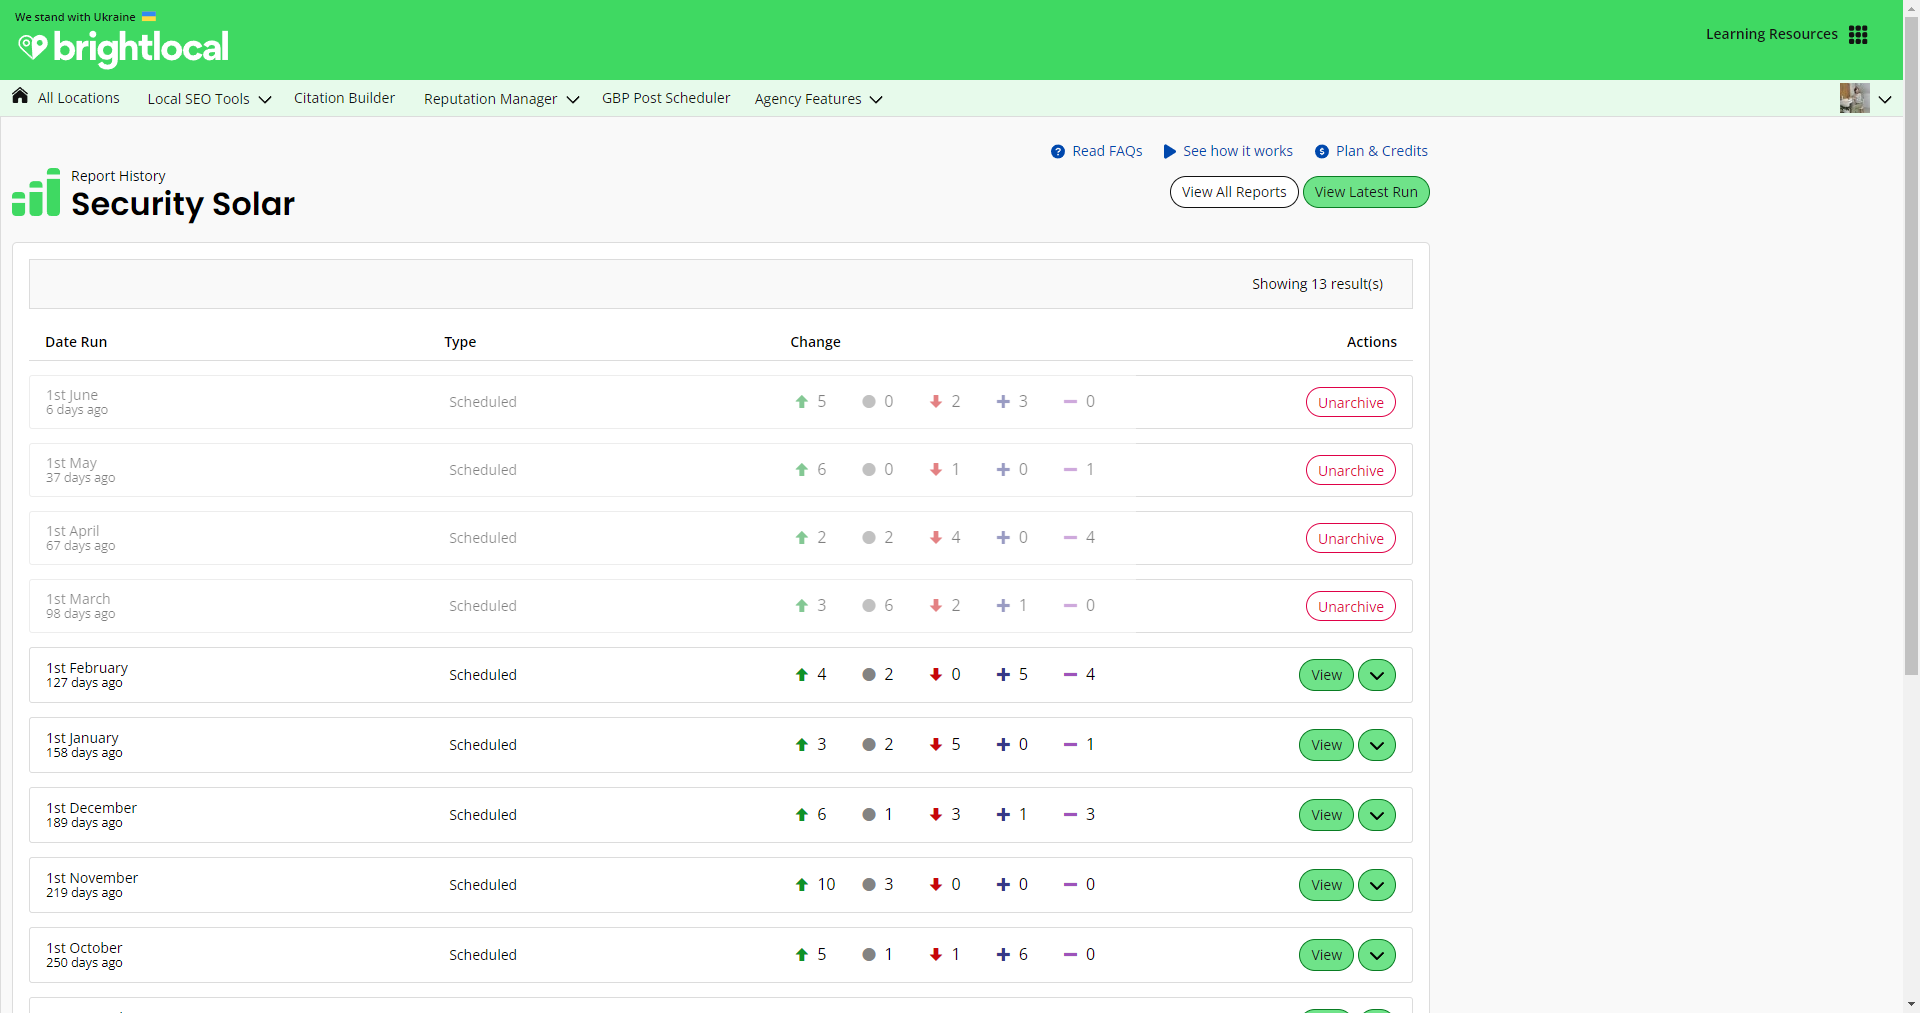 We stand with Ukraine
brightlocal
Learning Resources
All Locations Local SEO Tools Citation Builder Reputation Manager GBP Post Scheduler Agency Features
Read FAQs See how it works Plan & Credits
Report History
Security Solar
View All Reports View Latest Run
Showing 13 result(s)
Date Run Type Change Actions
1st June
6 days ago
Scheduled 5 0 2 3 0 Unarchive
1st May
37 days ago
Scheduled 6 0 1 0 1 Unarchive
1st April
67 days ago
Scheduled 2 2 4 0 4 Unarchive
1st March
98 days ago
Scheduled 3 6 2 1 0 Unarchive
1st February
127 days ago
Scheduled 4 2 0 5 4 View
1st January
158 days ago
Scheduled 3 2 5 0 1 View
1st December
189 days ago
Scheduled 6 1 3 1 3 View
1st November
219 days ago
Scheduled 10 3 0 0 0 View
1st October
250 days ago
Scheduled 5 1 1 6 0 View